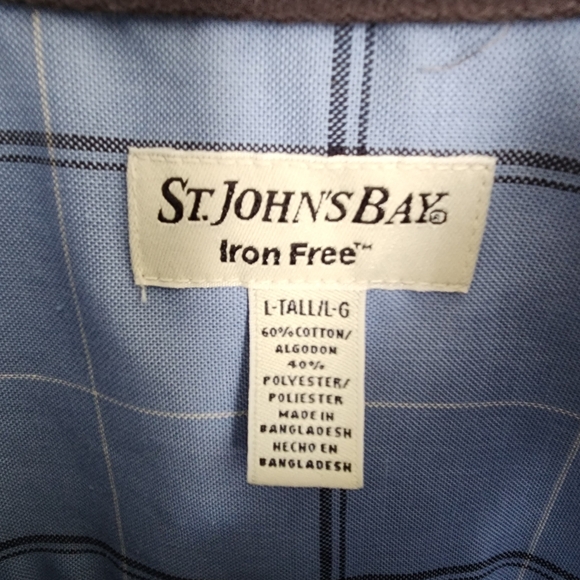 ST. JOHN'S BAY®
Iron Free™
L-TALL/L-G
60% COTTON/
ALGODON
40%
POLYESTER/
POLIESTER
MADE IN
BANGLADESH
HECHO EN
BANGLADESH